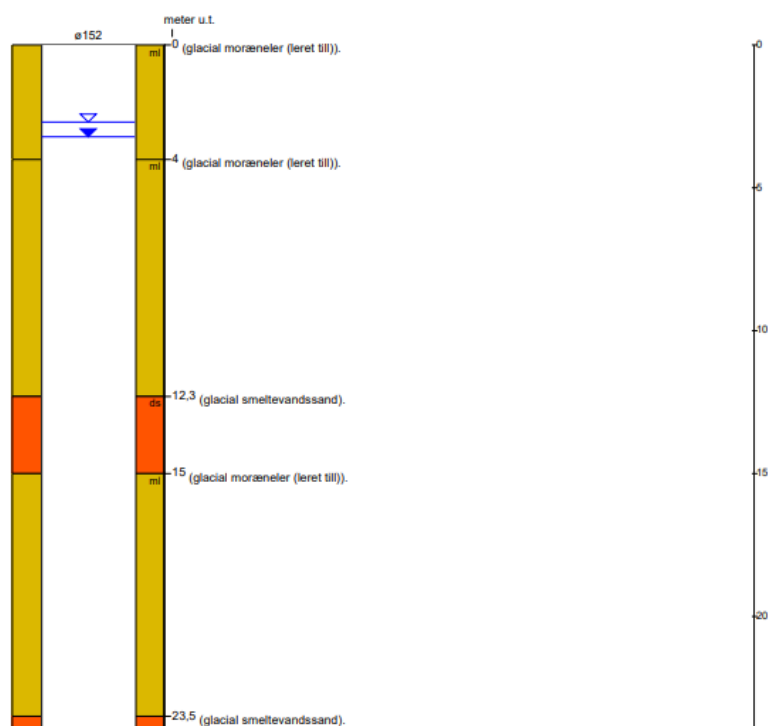 meter u.t.
ø152
0 (glacial moræneler (leret till)).
ml
0
4 (glacial moræneler (leret till)).
ml
5
10
12,3 (glacial smeltevandssand).
ds
15 (glacial moræneler (leret till)).
ml
15
20
23,5 (glacial smeltevandssand).